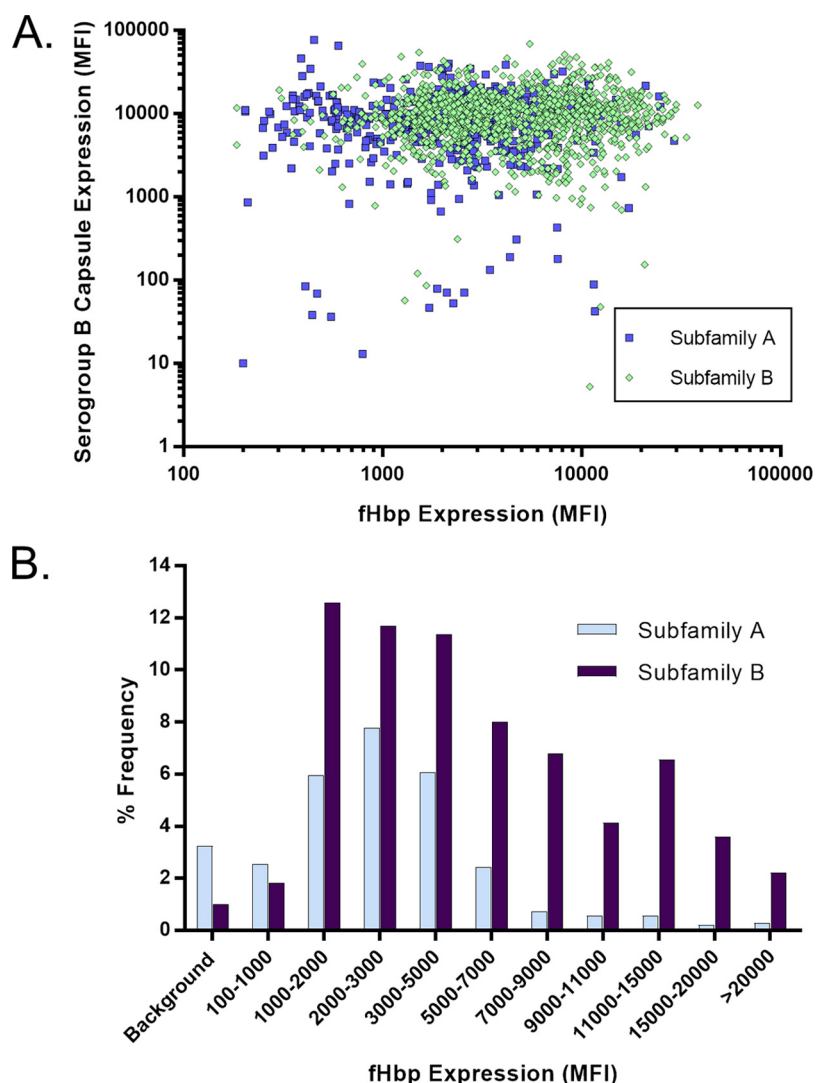 A.
Serogroup B Capsule Expression (MFI)
100000
10000
1000
100
10
1
100
1000
10000
100000
fHbp Expression (MFI)
Subfamily A
Subfamily B
B.
% Frequency
14
12
10
8
6
4
2
0
Subfamily A
Subfamily B
Background
100-1000
1000-2000
2000-3000
3000-5000
5000-7000
7000-9000
9000-11000
11000-15000
15000-20000
>20000
fHbp Expression (MFI)